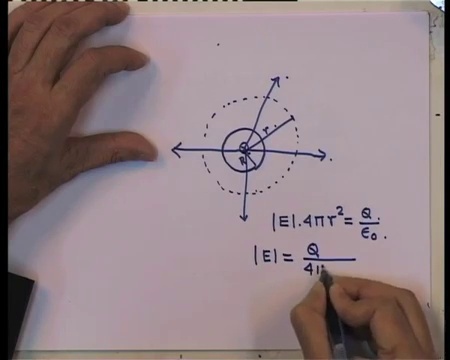 r
Q
R
|E|.4πr² = Q/ε₀.
|E| = Q/4π